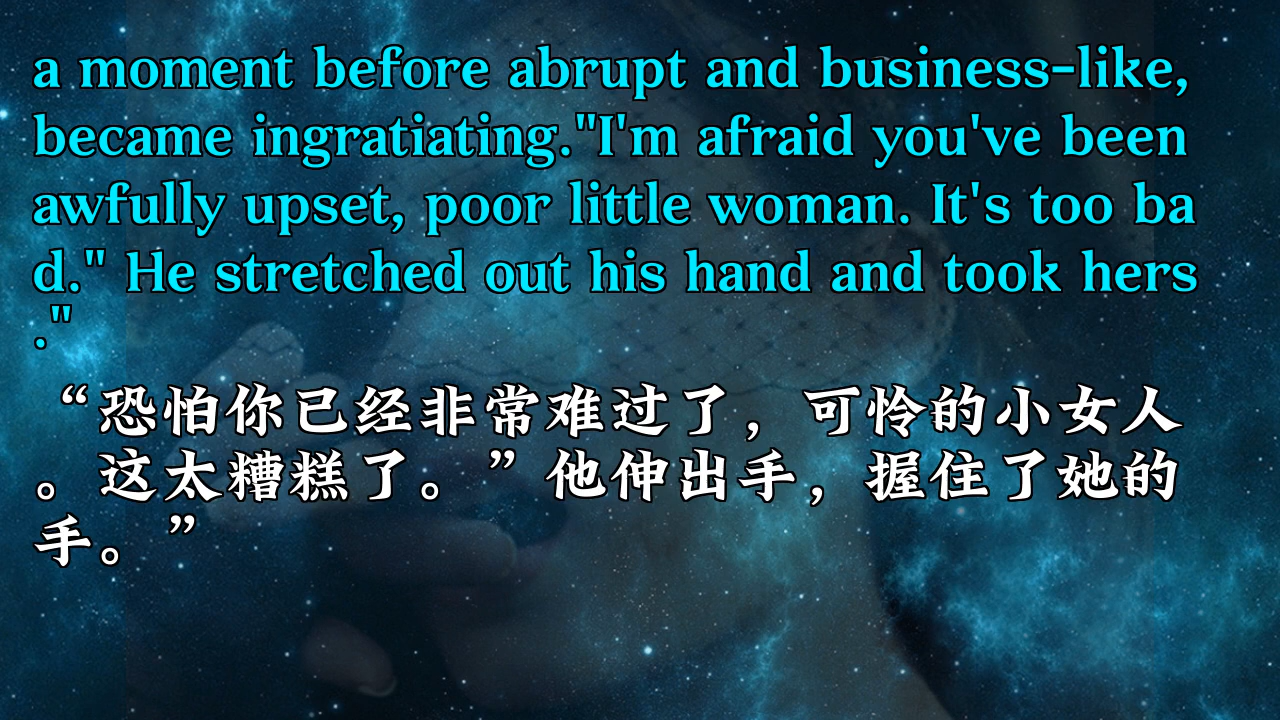 a moment before abrupt and business-like,
became ingratiating."I'm afraid you've been
awfully upset, poor little woman. It's too ba
d." He stretched out his hand and took hers
."
“恐怕你已经非常难过了，可怜的小女人
。这太糟糕了。”他伸出手，握住了她的
手。”